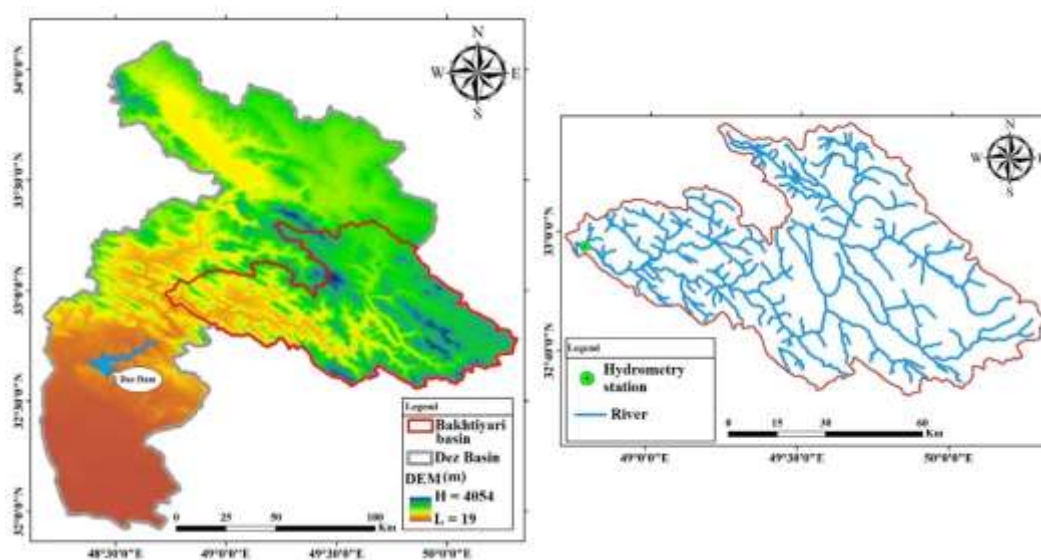 N
W E
S
34°0'0"N
33°30'0"N
33°0'0"N
32°30'0"N
32°0'0"N
Dez Dam
Legend
Bakhtiyari
basin
Dez Basin
DEM (m)
H = 4054
L = 19
0 25 50 100
Km
48°30'0"E 49°0'0"E 49°30'0"E 50°0'0"E
N
W E
S
33°0'0"N
Legend
Hydrometry
station
River
0 15 30 60
Km
49°0'0"E 49°30'0"E 50°0'0"E